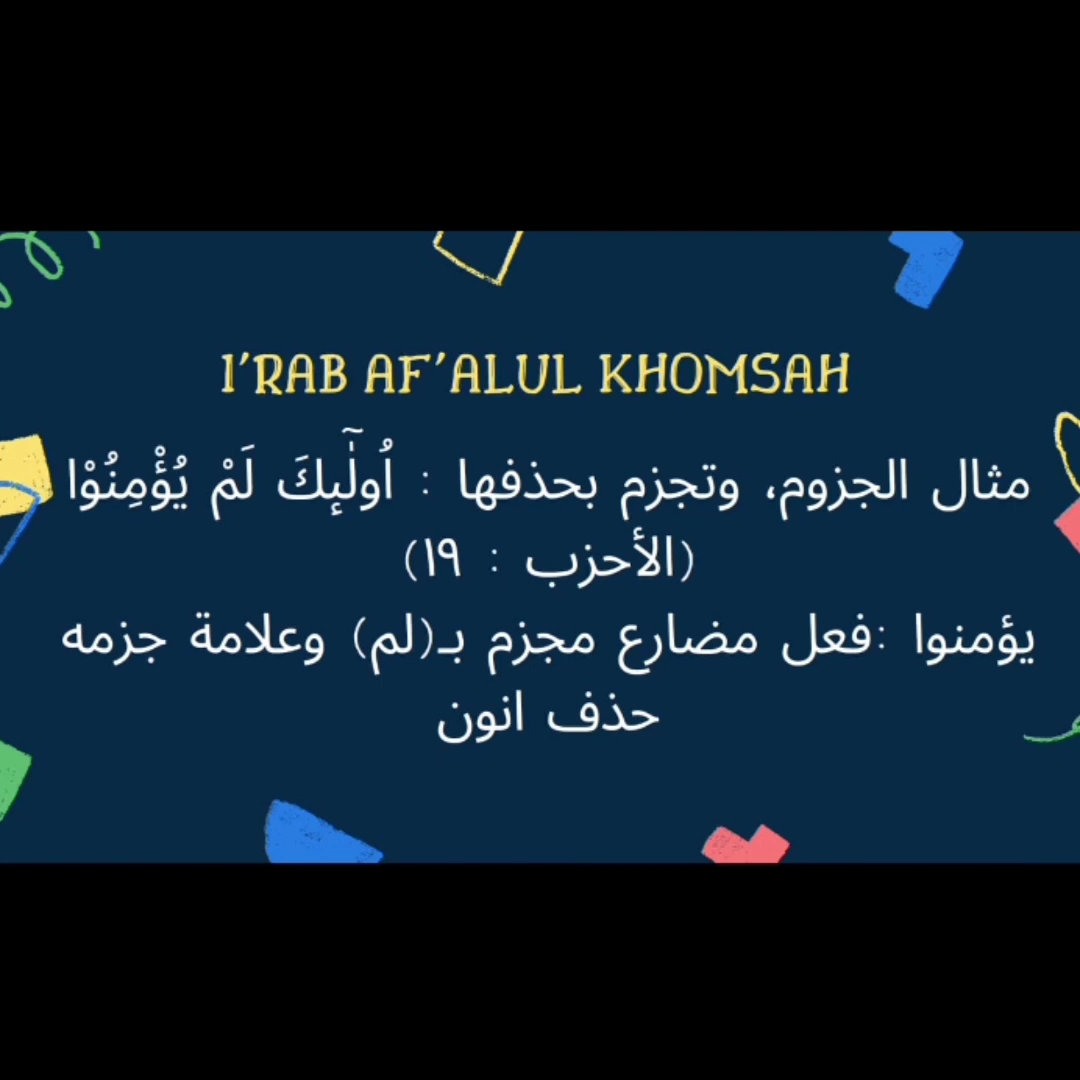 I'RAB AF'ALUL KHOMSAH
مثال الجزوم، وتجزم بحذفها : اُولٰۤىِٕكَ لَمْ يُؤْمِنُوْا
(الأحزب : ١٩)
يؤمنوا :فعل مضارع مجزم بـ(لم) وعلامة جزمه
حذف انون